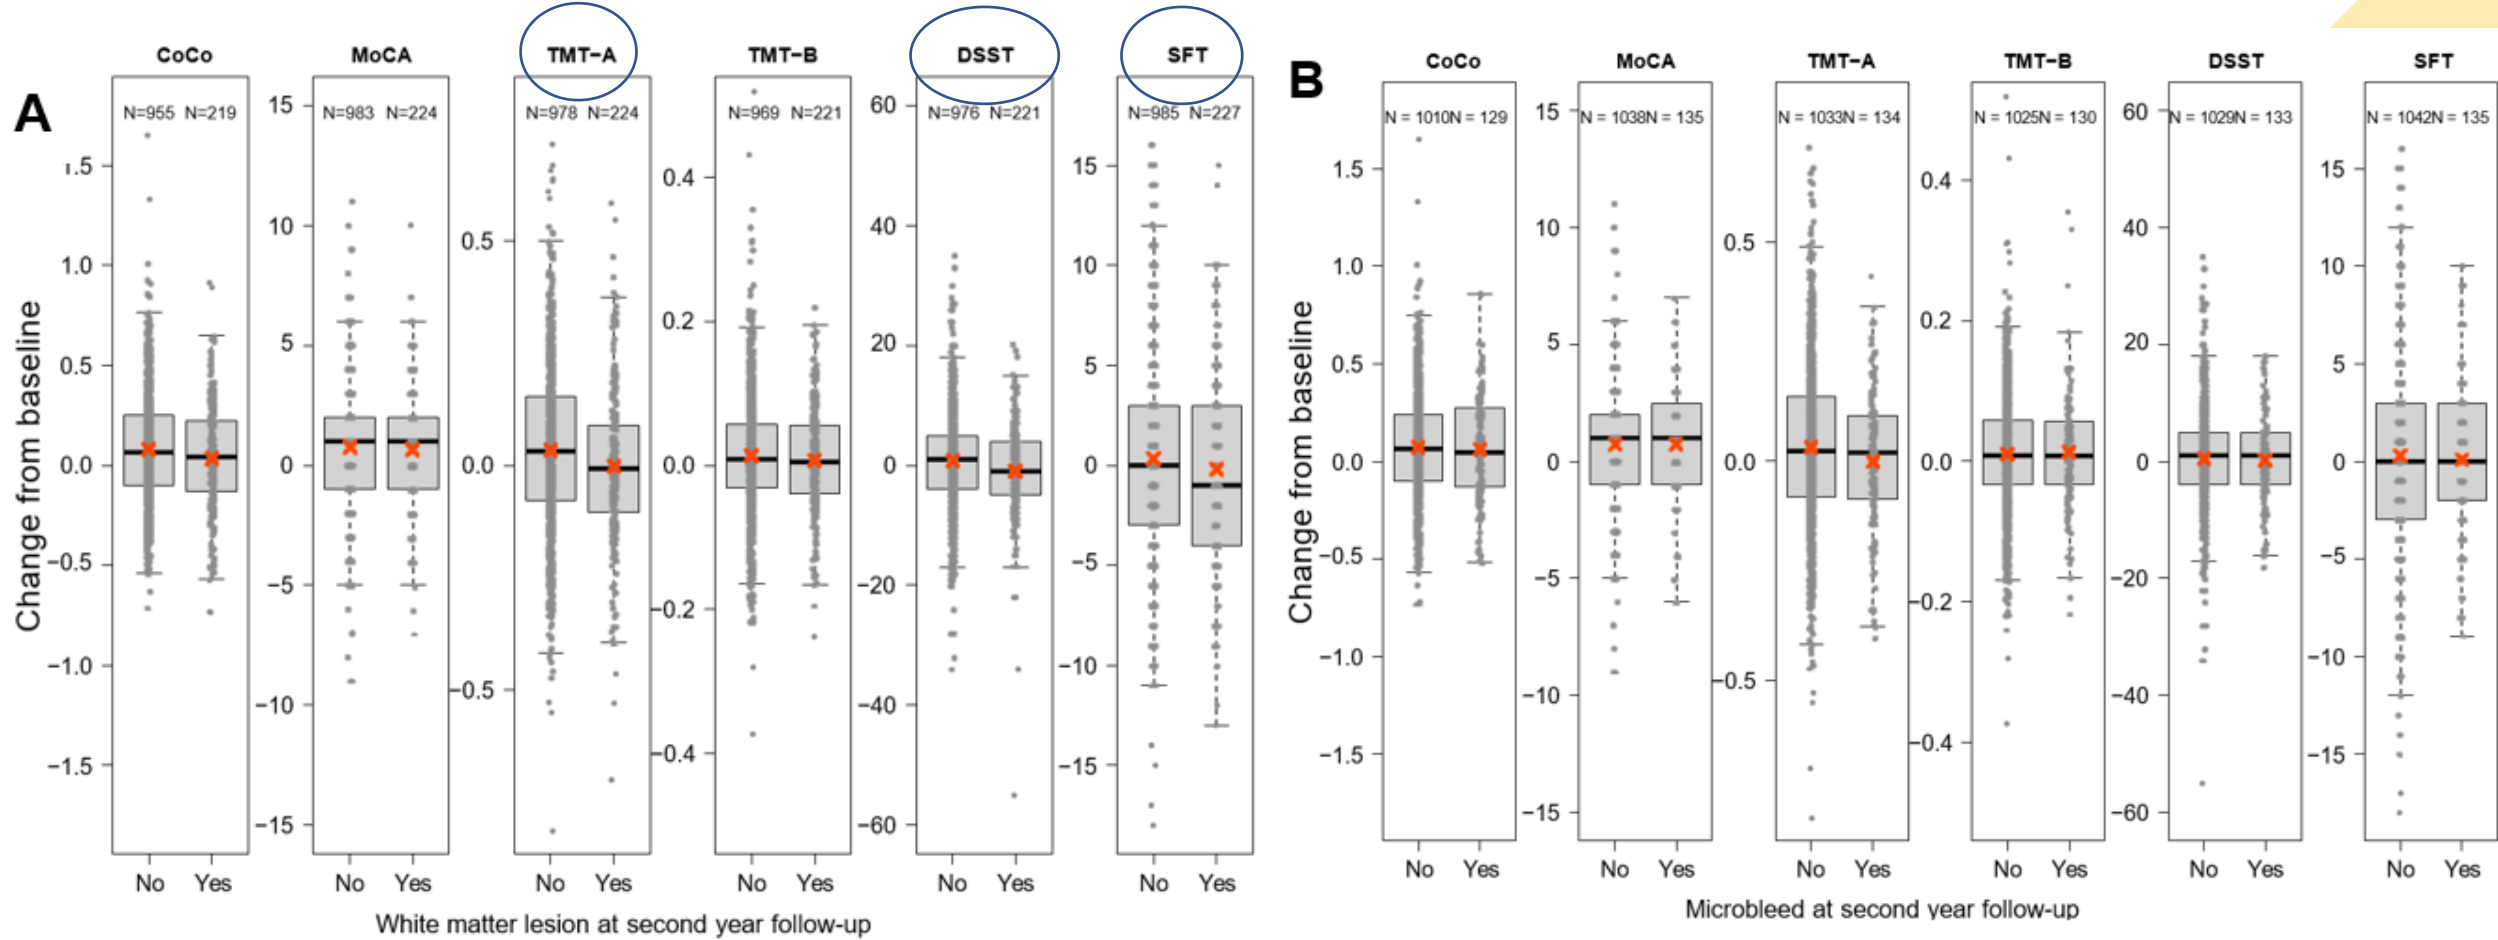 A
Change from baseline
CoCo
N=955 N=219
1.5
1.0
0.5
0.0
−0.5
−1.0
−1.5
No Yes
MoCA
N=983 N=224
15
10
5
0
−5
−10
−15
No Yes
TMT−A
N=978 N=224
0.5
0.0
−0.5
No Yes
TMT−B
N=969 N=221
0.4
0.2
0.0
−0.2
−0.4
No Yes
DSST
N=976 N=221
60
40
20
0
−20
−40
−60
No Yes
SFT
N=985 N=227
15
10
5
0
−5
−10
−15
No Yes
White matter lesion at second year follow-up
B
Change from baseline
CoCo
N = 1010N = 129
1.5
1.0
0.5
0.0
−0.5
−1.0
−1.5
No Yes
MoCA
N = 1038N = 135
15
10
5
0
−5
−10
−15
No Yes
TMT−A
N = 1033N = 134
0.5
0.0
−0.5
No Yes
TMT−B
N = 1025N = 130
0.4
0.2
0.0
−0.2
−0.4
No Yes
DSST
N = 1029N = 133
60
40
20
0
−20
−40
−60
No Yes
SFT
N = 1042N = 135
15
10
5
0
−5
−10
−15
No Yes
Microbleed at second year follow-up